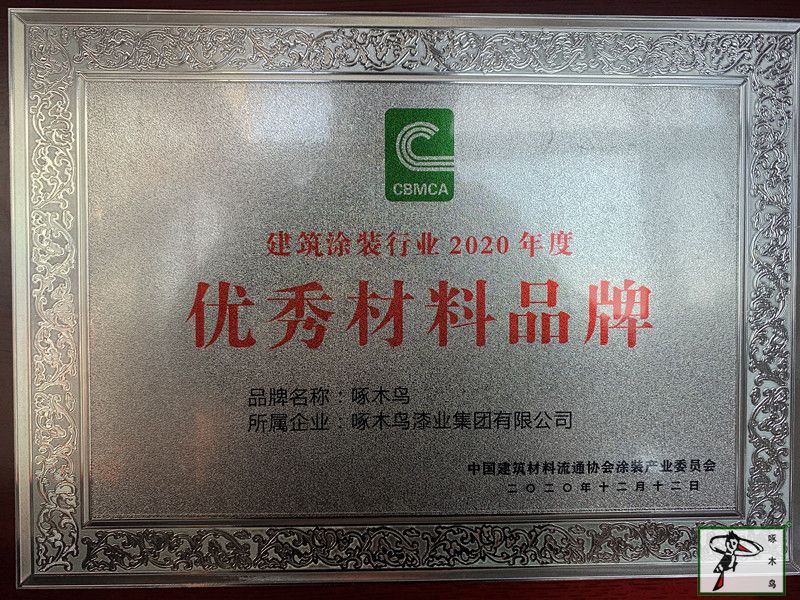 CBMCA
建筑涂装行业2020年度
优秀材料品牌
品牌名称：啄木鸟
所属企业：啄木鸟漆业集团有限公司
中国建筑材料流通协会涂装产业委员会
二〇二〇年十二月十二日
啄木鸟